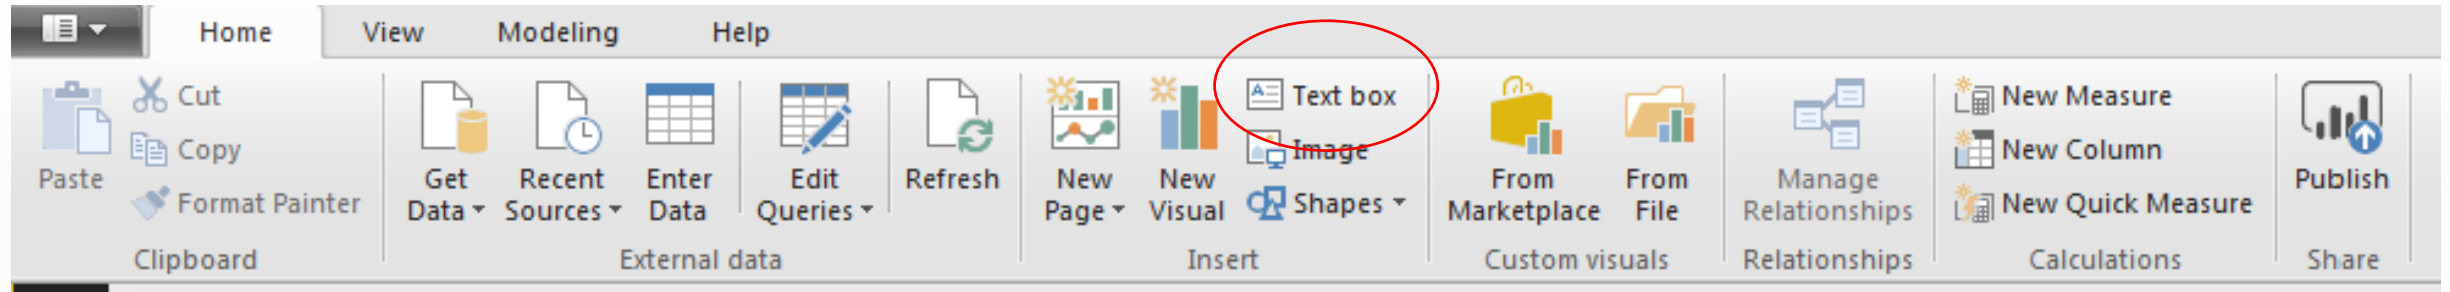 Home View Modeling Help
Paste
Cut
Copy
Format Painter
Clipboard
Get
Data
Recent
Sources
Enter
Data
Edit
Queries
Refresh
External data
New
Page
New
Visual
Text box
Image
Shapes
Insert
From
Marketplace
From
File
Custom visuals
Manage
Relationships
Relationships
New Measure
New Column
New Quick Measure
Calculations
Publish
Share